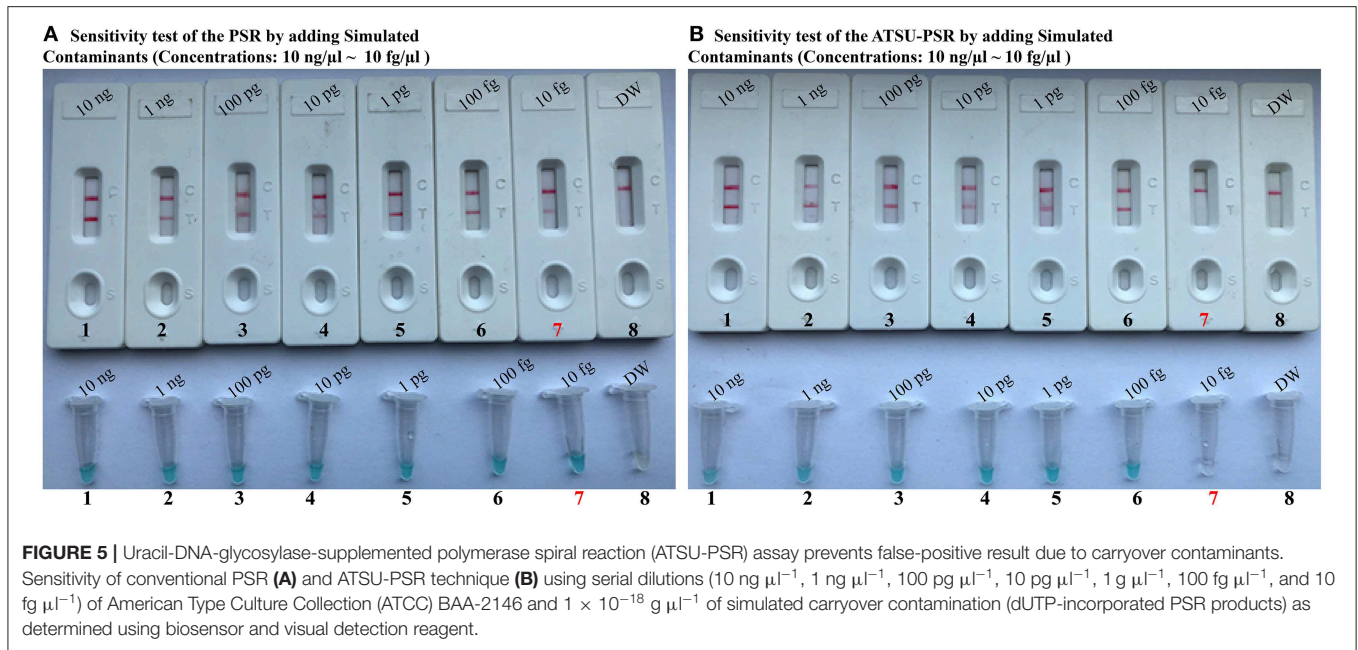 A Sensitivity test of the PSR by adding Simulated
Contaminants (Concentrations: 10 ng/µl ~ 10 fg/µl )
10 ng 1 ng 100 pg 10 pg 1 pg 100 fg 10 fg DW
C C C C C C C C
T T T T T T T T
S S S S S S S S
1 2 3 4 5 6 7 8
10 ng 1 ng 100 pg 10 pg 1 pg 100 fg 10 fg DW
1 2 3 4 5 6 7 8
B Sensitivity test of the ATSU-PSR by adding Simulated
Contaminants (Concentrations: 10 ng/µl ~ 10 fg/µl )
10 ng 1 ng 100 pg 10 pg 1 pg 100 fg 10 fg DW
C C C C C C C C
T T T T T T T T
S S S S S S S S
1 2 3 4 5 6 7 8
10 ng 1 ng 100 pg 10 pg 1 pg 100 fg 10 fg DW
1 2 3 4 5 6 7 8
FIGURE 5 | Uracil-DNA-glycosylase-supplemented polymerase spiral reaction (ATSU-PSR) assay prevents false-positive result due to carryover contaminants.
Sensitivity of conventional PSR (A) and ATSU-PSR technique (B) using serial dilutions (10 ng µl⁻¹, 1 ng µl⁻¹, 100 pg µl⁻¹, 10 pg µl⁻¹, 1 g µl⁻¹, 100 fg µl⁻¹, and 10
fg µl⁻¹) of American Type Culture Collection (ATCC) BAA-2146 and 1 × 10⁻¹⁸ g µl⁻¹ of simulated carryover contamination (dUTP-incorporated PSR products) as
determined using biosensor and visual detection reagent.